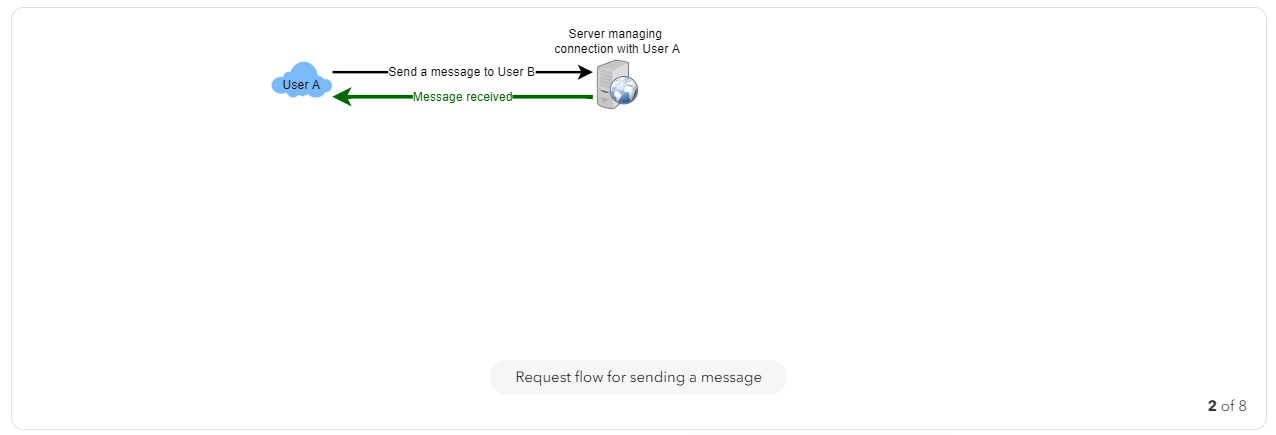 Server managing
connection with User A
User A
Send a message to User B
Message received
Request flow for sending a message
2 of 8